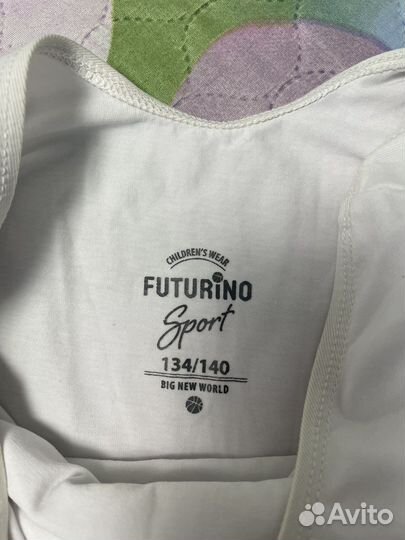 CHILDREN'S WEAR
FUTURINO
Sport
134/140
BIG NEW WORLD
Avito